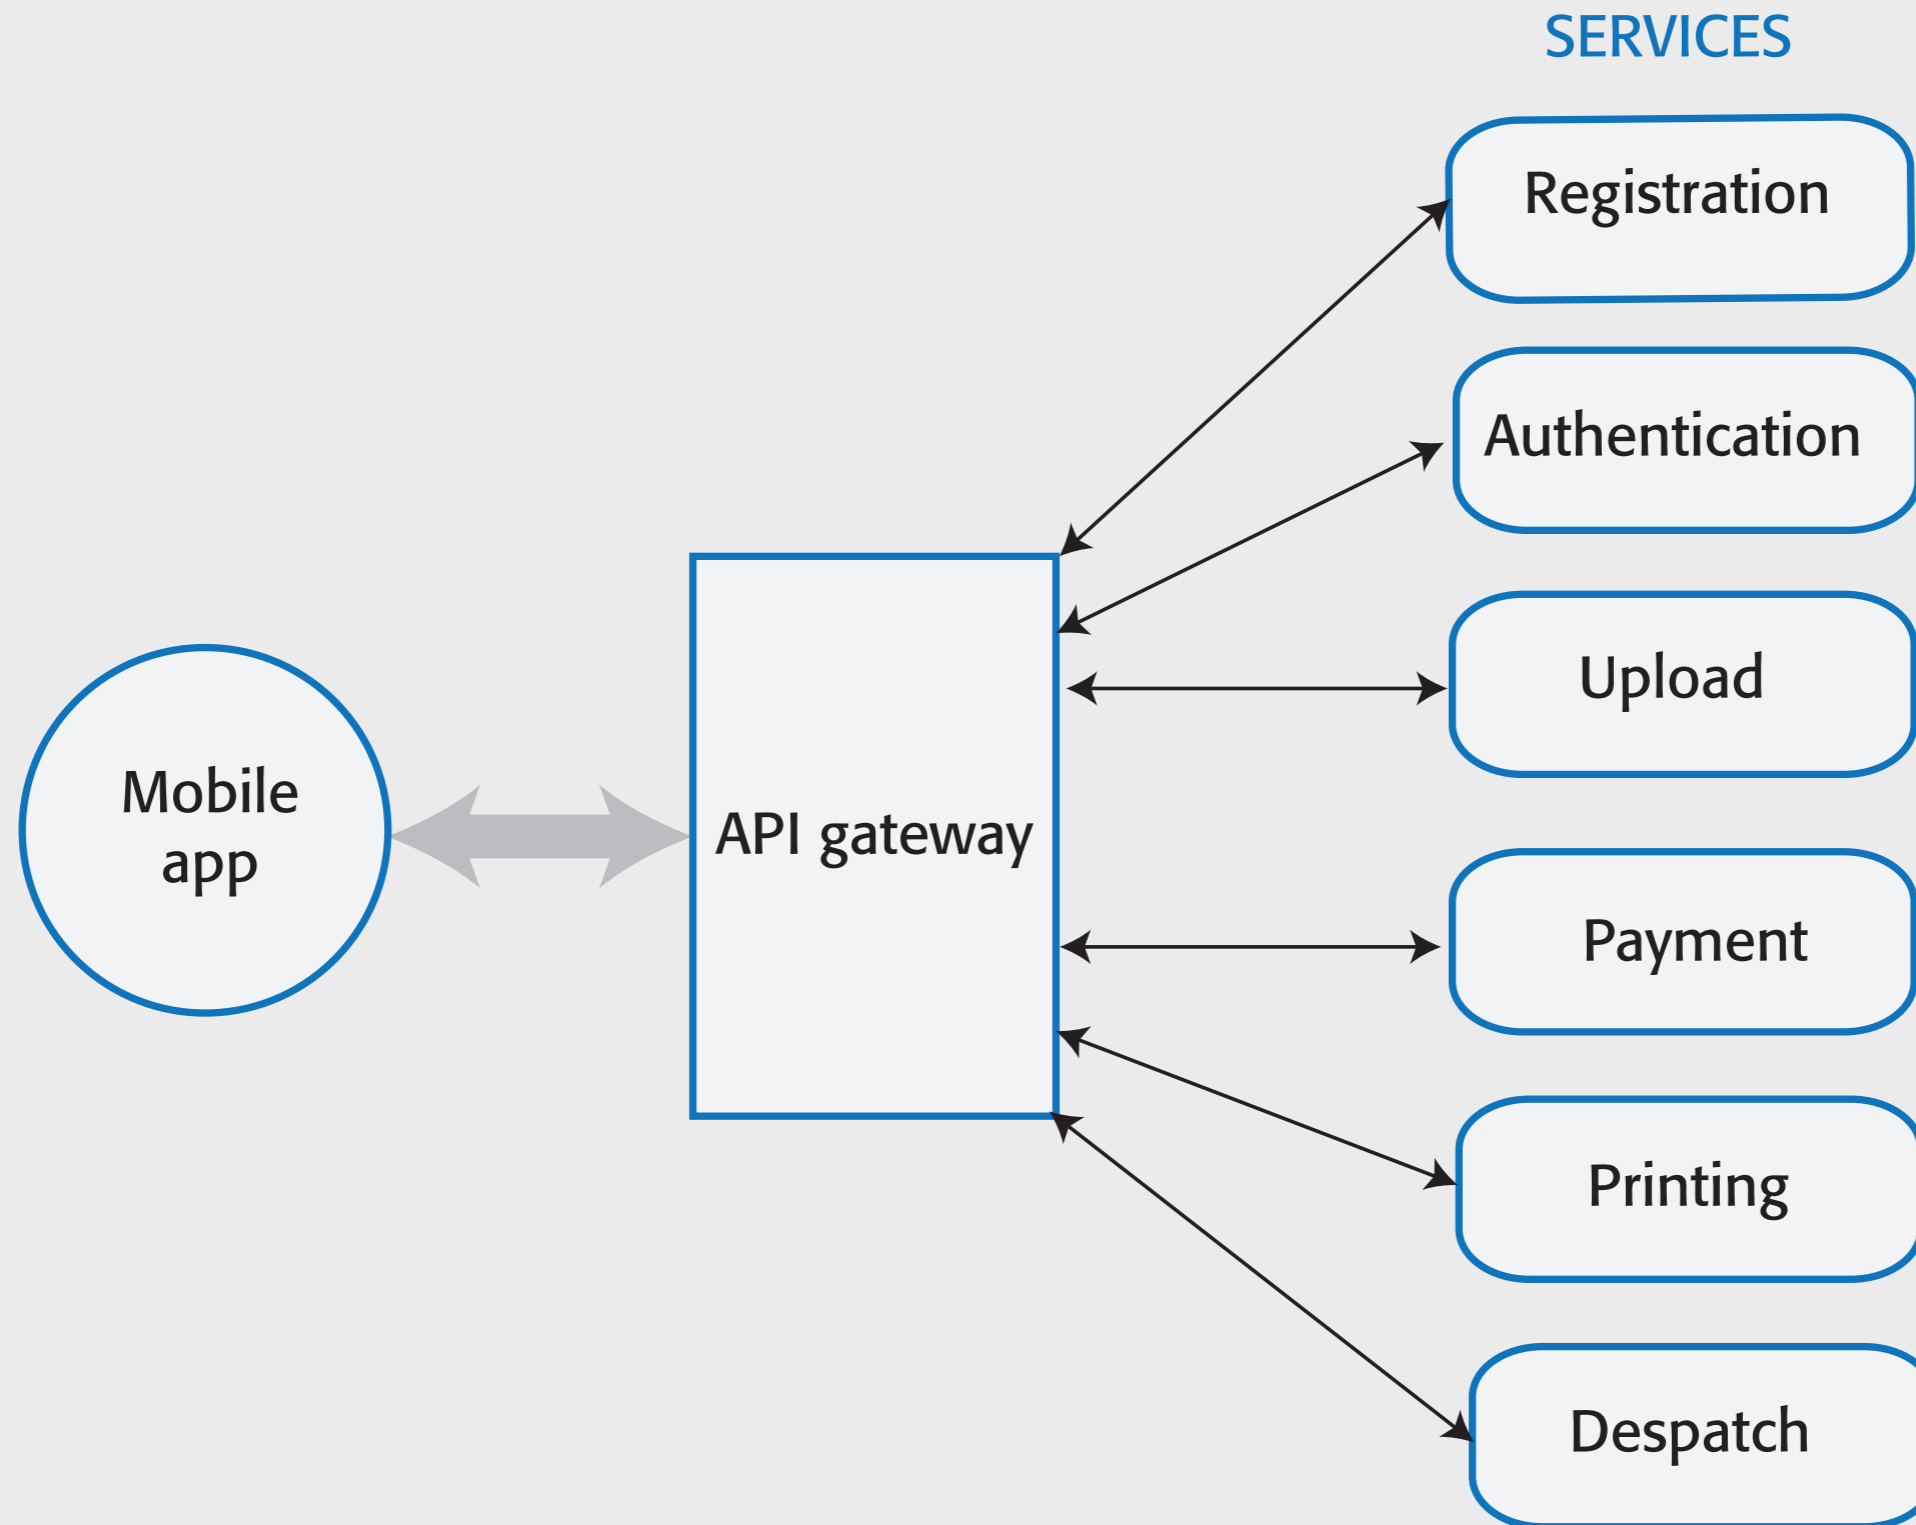 SERVICES
Registration
Authentication
Upload
Mobile
app
API gateway
Payment
Printing
Despatch